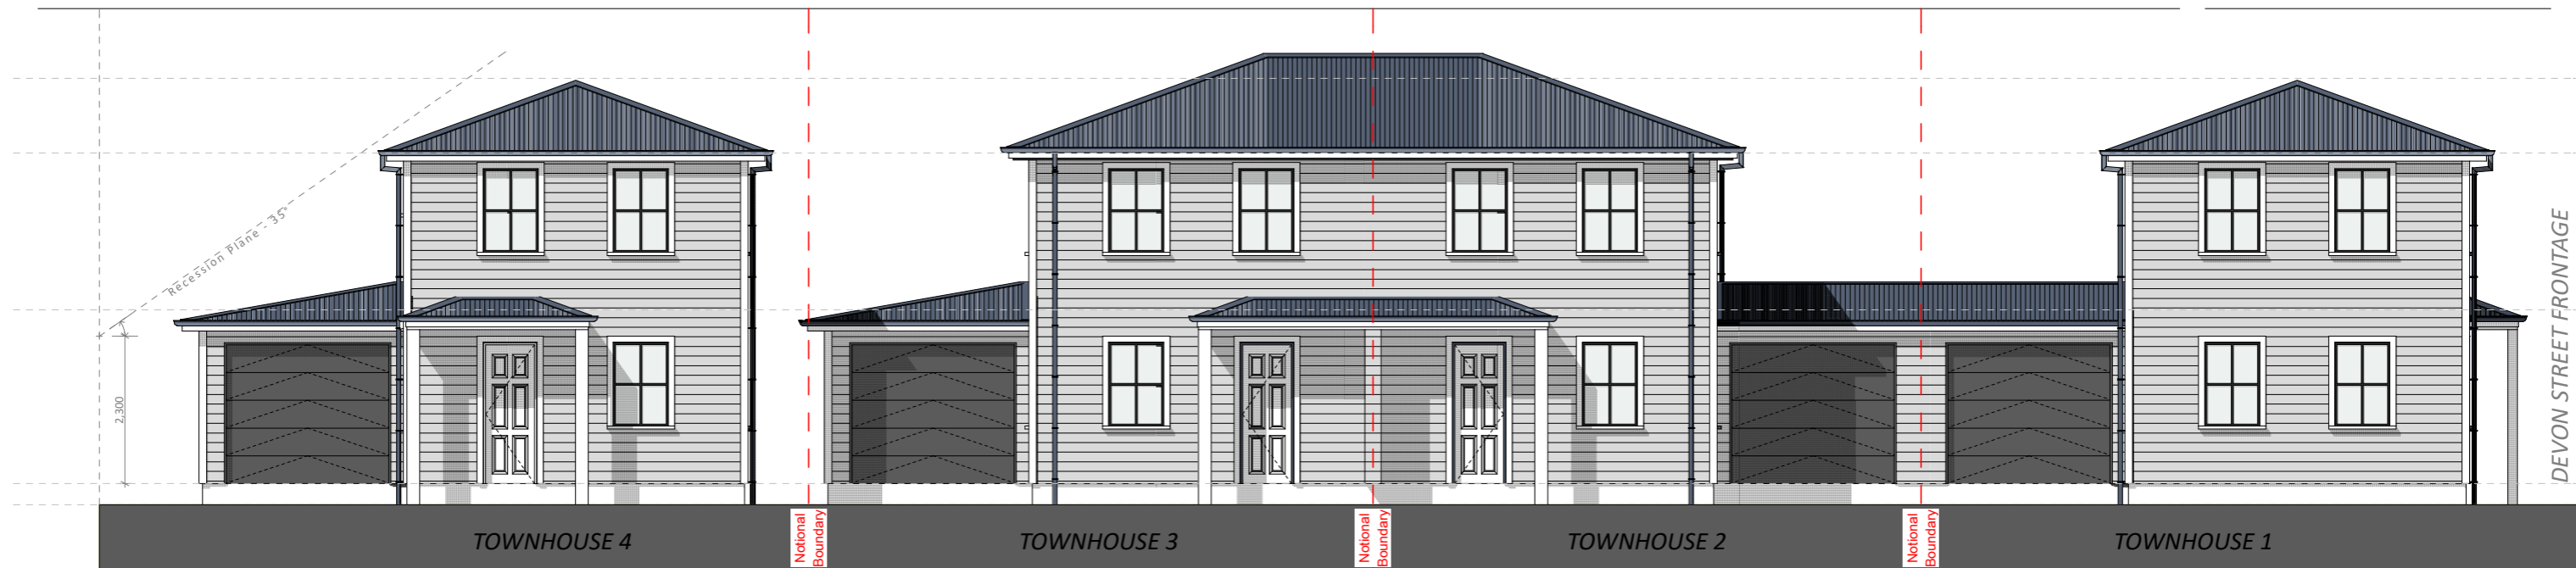 Recession Plane - 35°
2,300
DEVON STREET FRONTAGE
TOWNHOUSE 4
Notional
Boundary
TOWNHOUSE 3
Notional
Boundary
TOWNHOUSE 2
Notional
Boundary
TOWNHOUSE 1